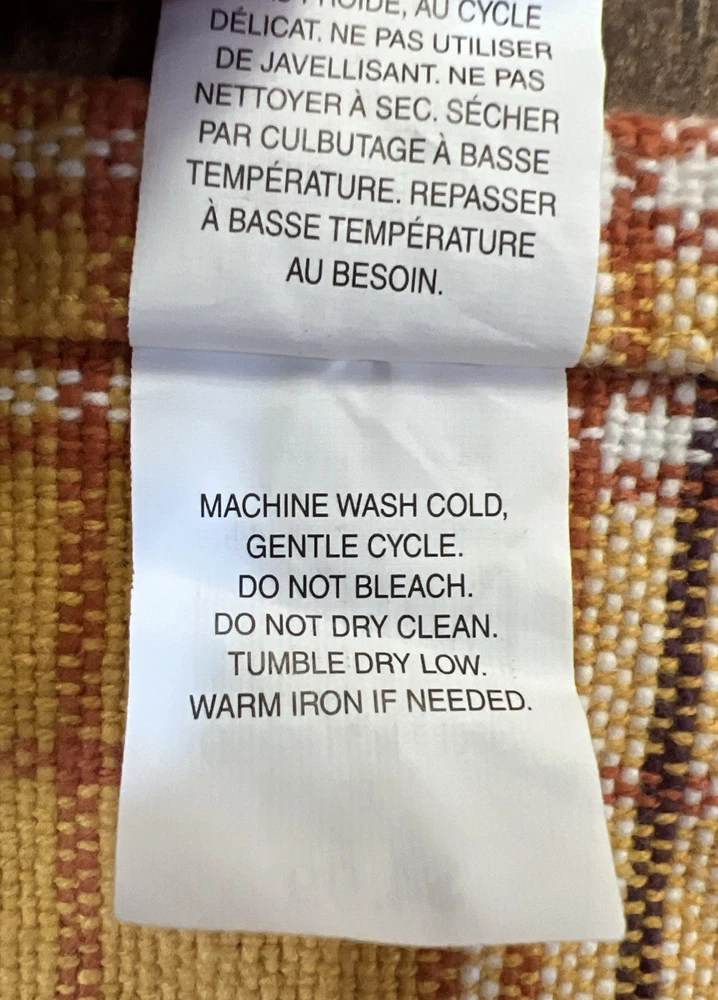 AU CYCLE
DÉLICAT. NE PAS UTILISER
DE JAVELLISANT. NE PAS
NETTOYER À SEC. SÉCHER
PAR CULBUTAGE À BASSE
TEMPÉRATURE. REPASSER
À BASSE TEMPÉRATURE
AU BESOIN.
MACHINE WASH COLD,
GENTLE CYCLE.
DO NOT BLEACH.
DO NOT DRY CLEAN.
TUMBLE DRY LOW.
WARM IRON IF NEEDED.